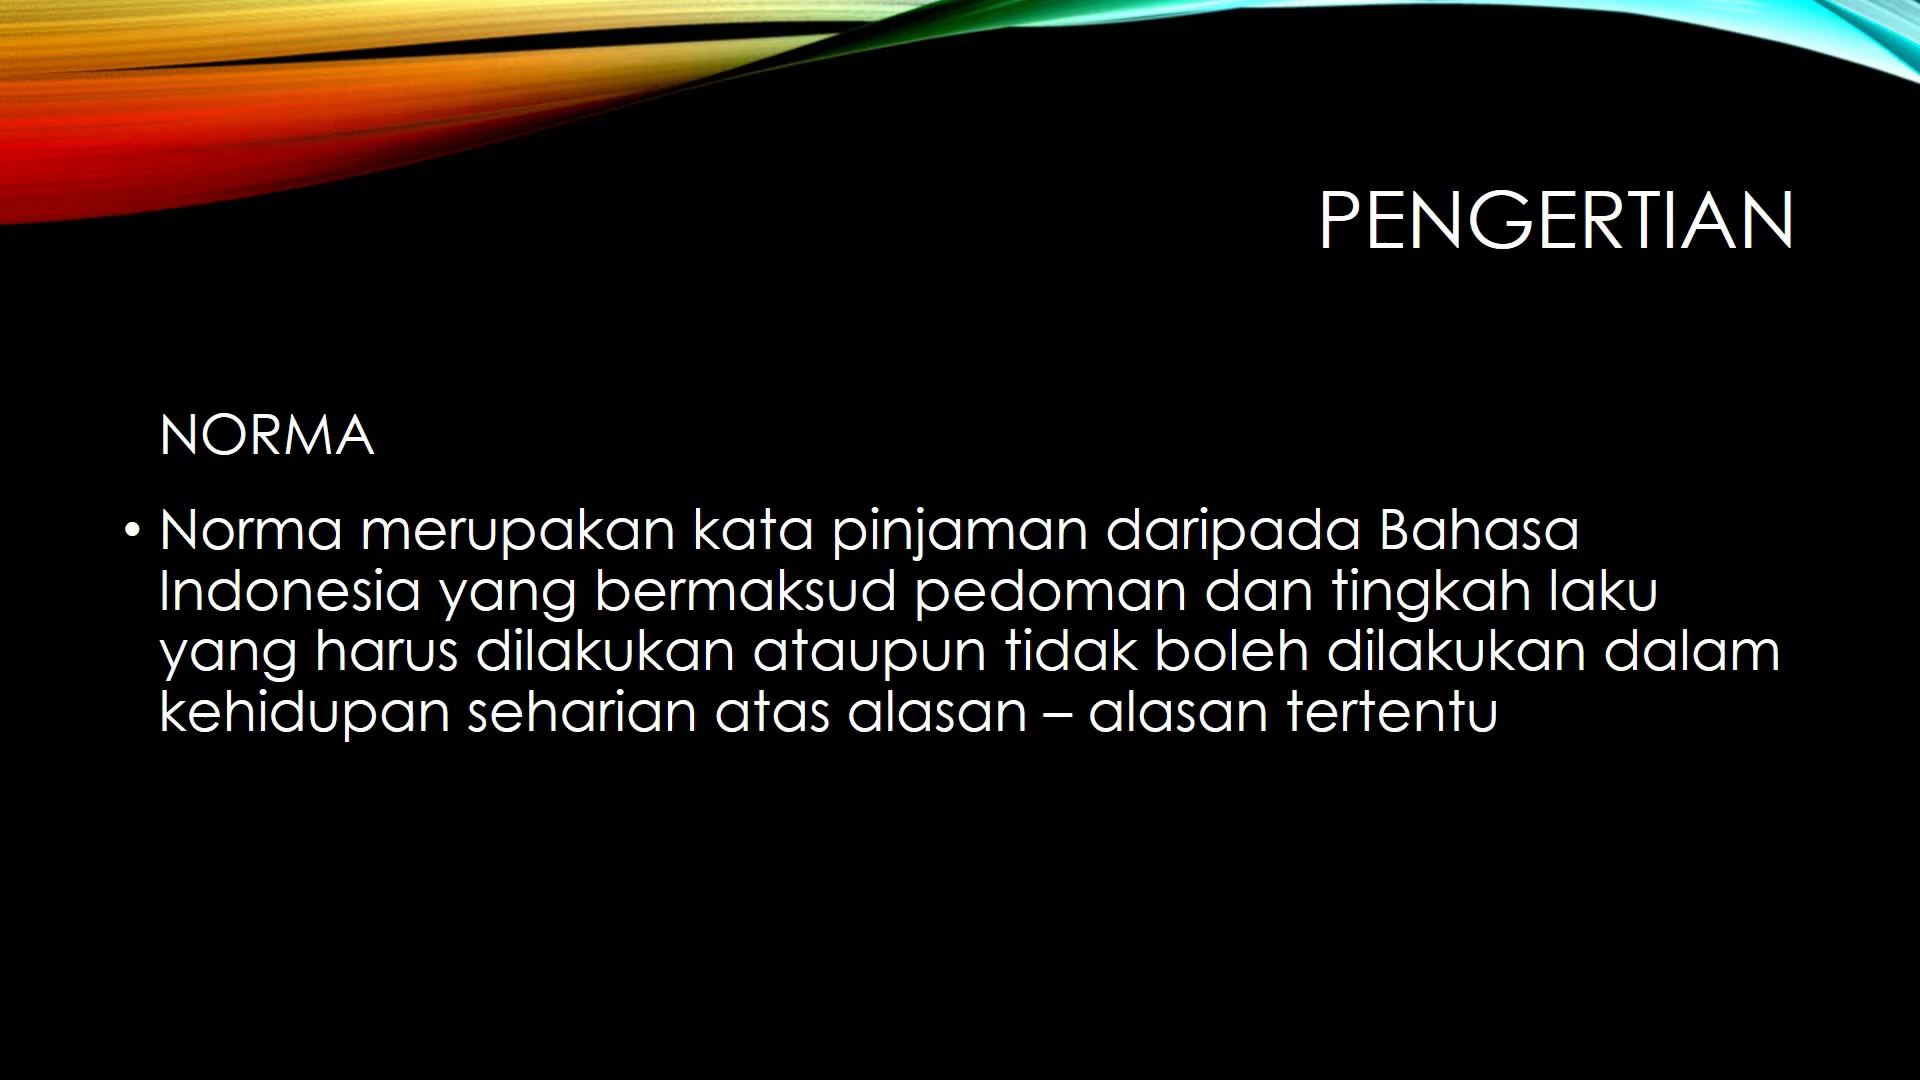 PENGERTIAN
NORMA
• Norma merupakan kata pinjaman daripada Bahasa
Indonesia yang bermaksud pedoman dan tingkah laku
yang harus dilakukan ataupun tidak boleh dilakukan dalam
kehidupan seharian atas alasan – alasan tertentu